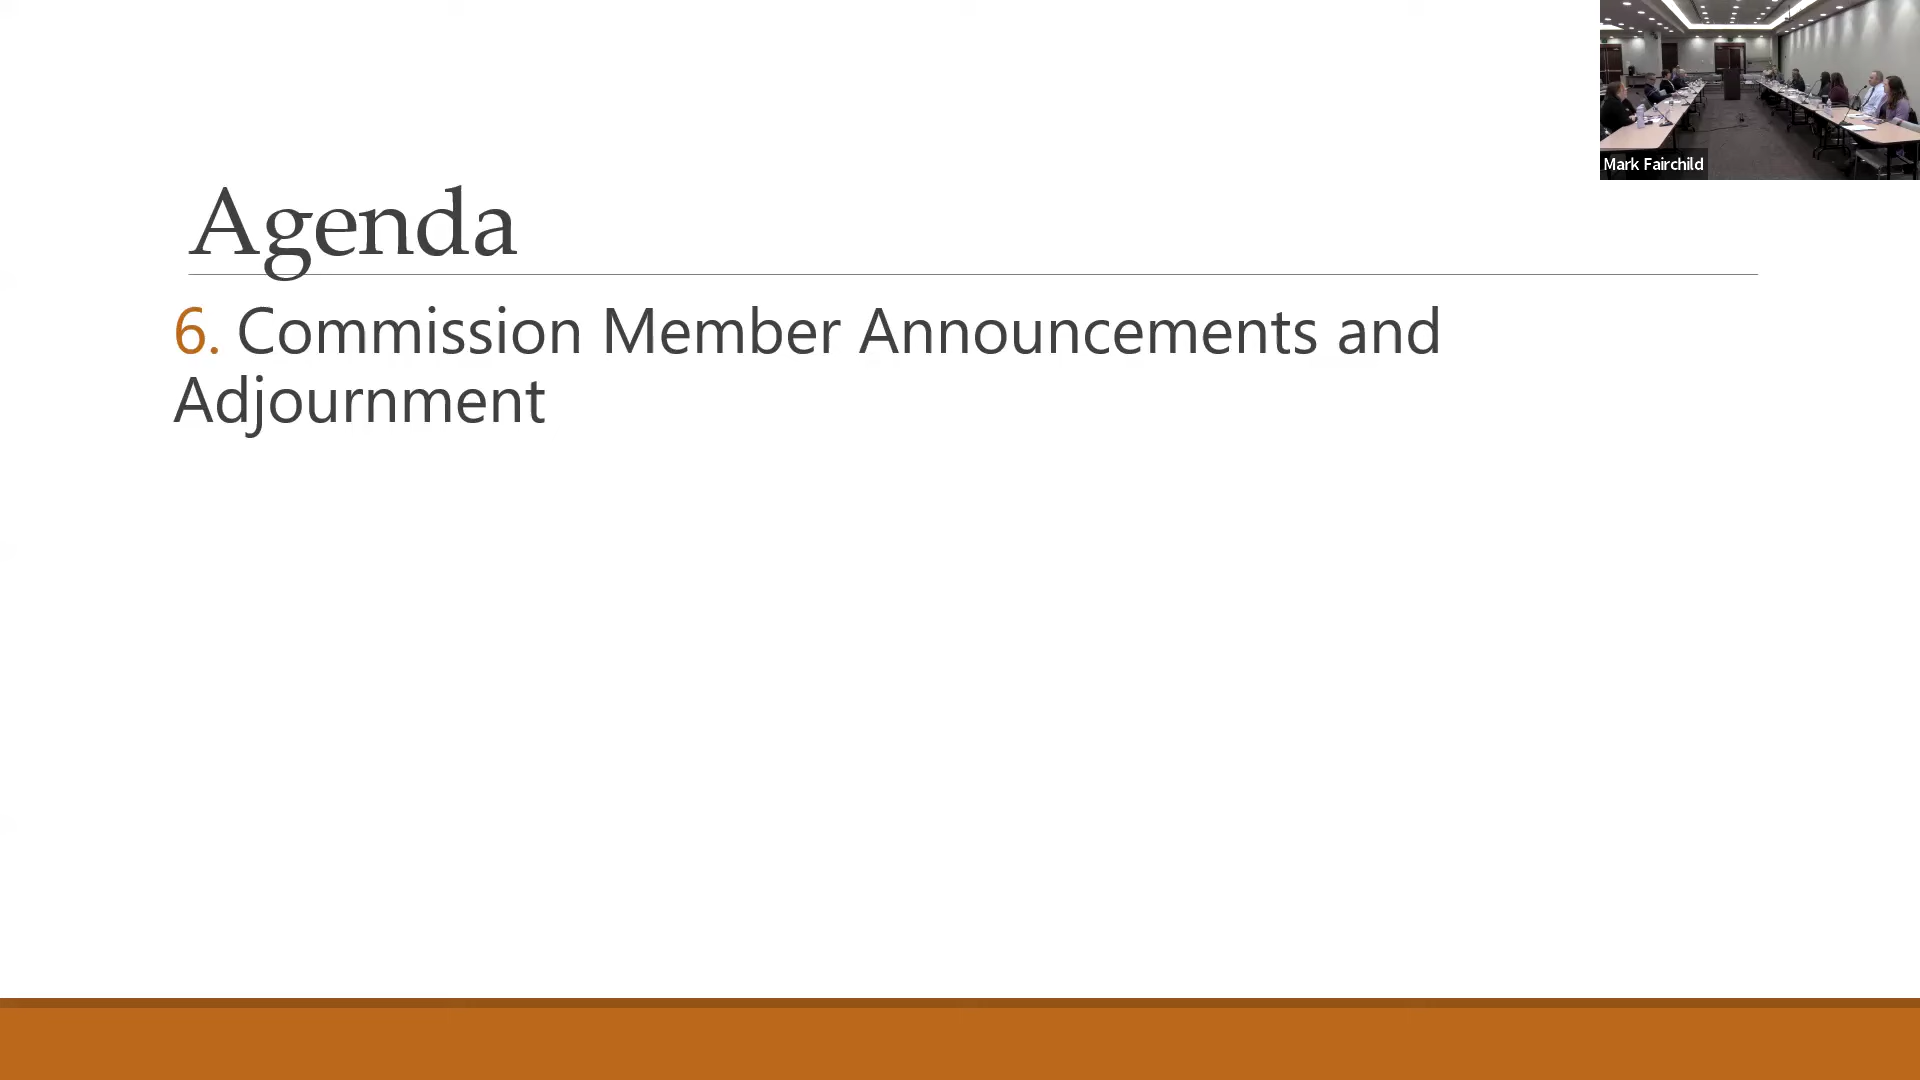 Mark Fairchild
Agenda
6. Commission Member Announcements and
Adjournment